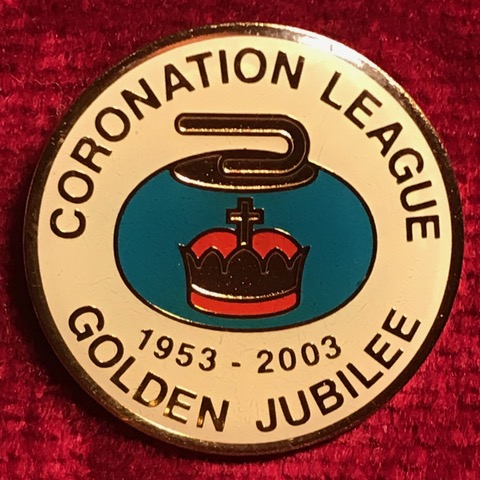 CORONATION LEAGUE
1953 - 2003
GOLDEN JUBILEE